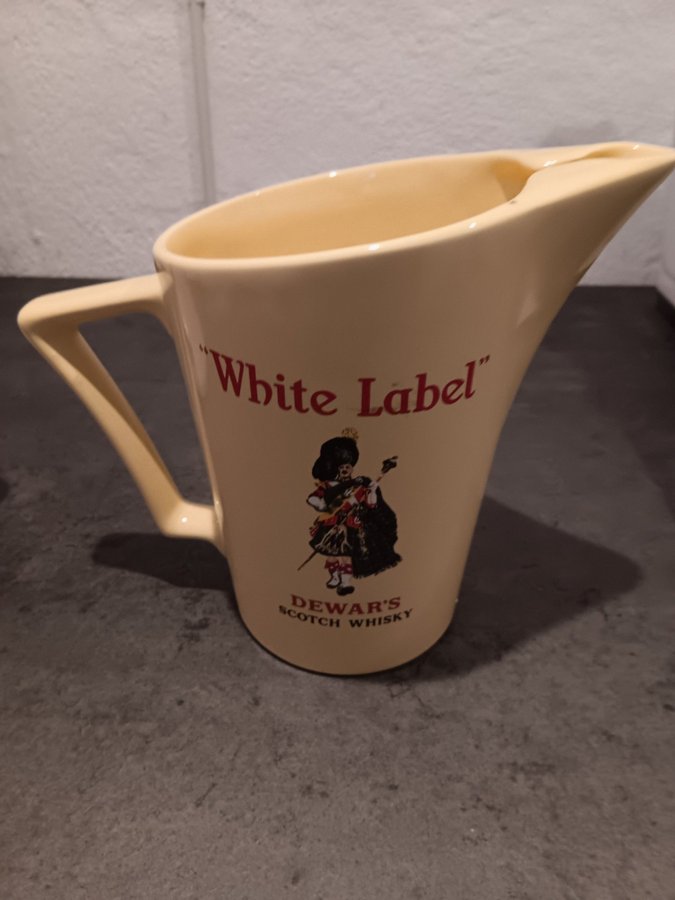 "White Label"
DEWAR'S
SCOTCH WHISKY